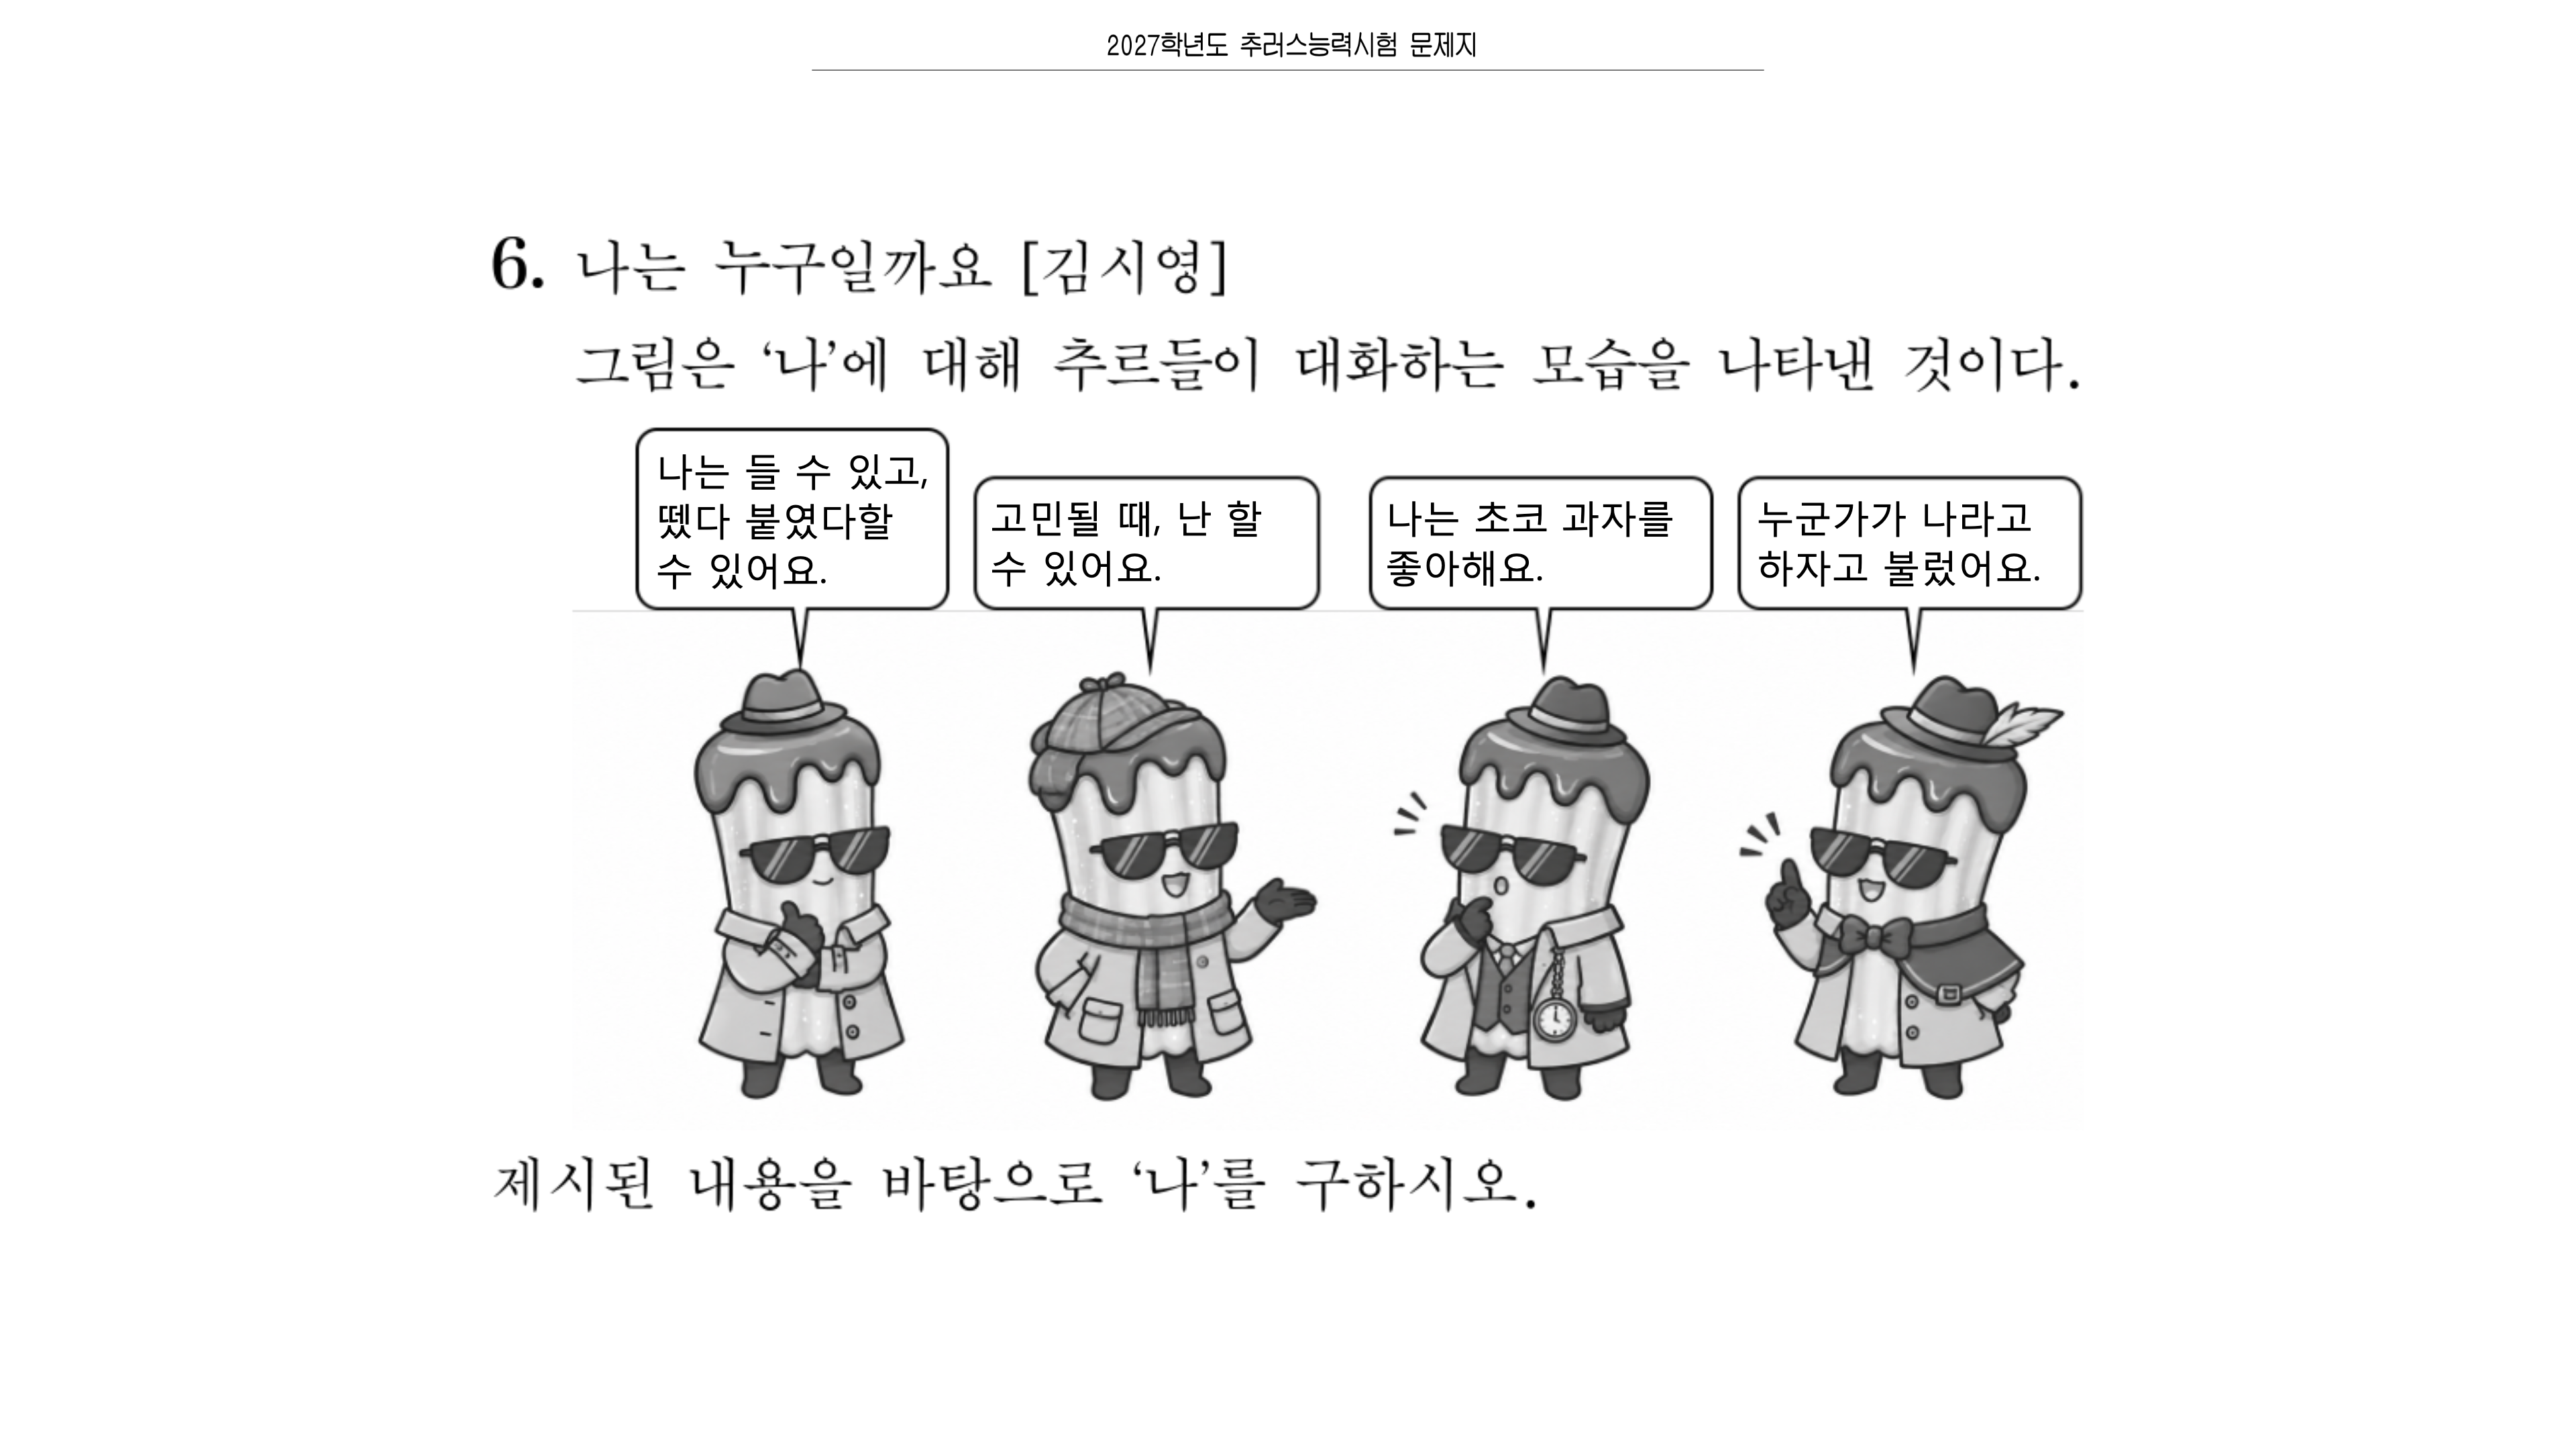 2027학년도 추러스능력시험 문제지
6. 나는 누구일까요 [김시영]
그림은 ‘나’에 대해 추르들이 대화하는 모습을 나타낸 것이다.
나는 들 수 있고,
뗐다 붙였다할
수 있어요.
고민될 때, 난 할
수 있어요.
나는 초코 과자를
좋아해요.
누군가가 나라고
하자고 불렀어요.
제시된 내용을 바탕으로 ‘나’를 구하시오.